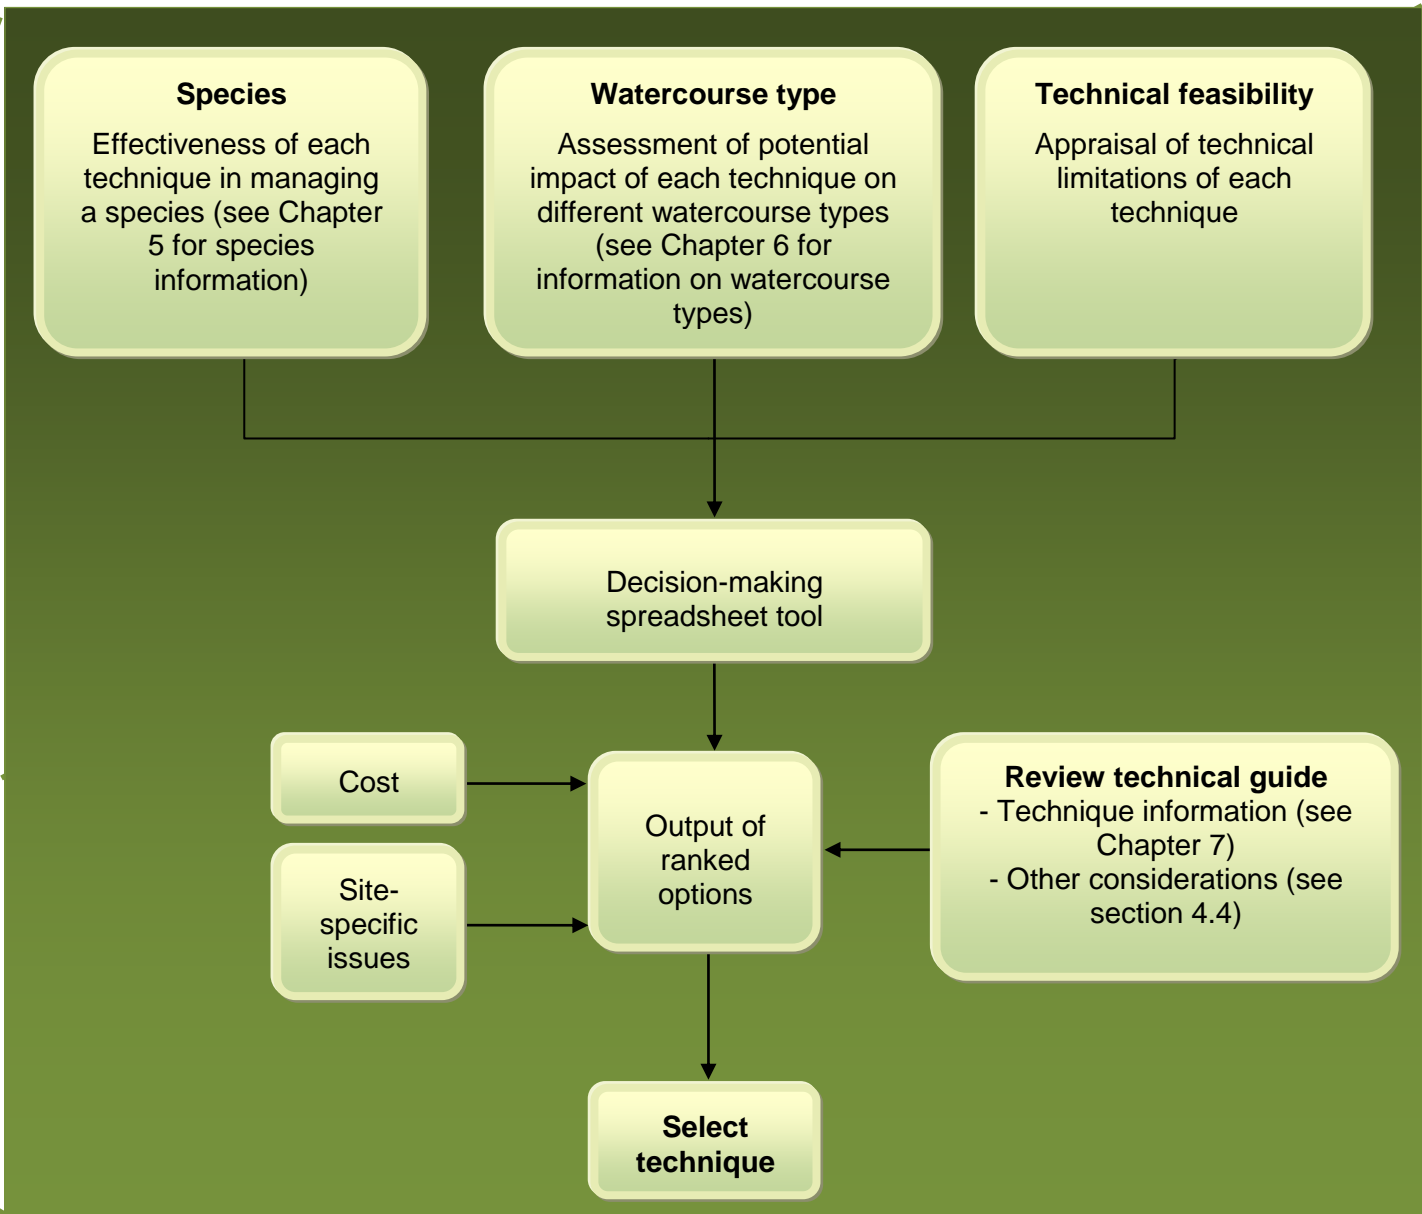 Species
Effectiveness of each
technique in managing
a species (see Chapter
5 for species
information)
Watercourse type
Assessment of potential
impact of each technique on
different watercourse types
(see Chapter 6 for
information on watercourse
types)
Technical feasibility
Appraisal of technical
limitations of each
technique
Decision-making
spreadsheet tool
Cost
Site-
specific
issues
Output of
ranked
options
Review technical guide
- Technique information (see
Chapter 7)
- Other considerations (see
section 4.4)
Select
technique